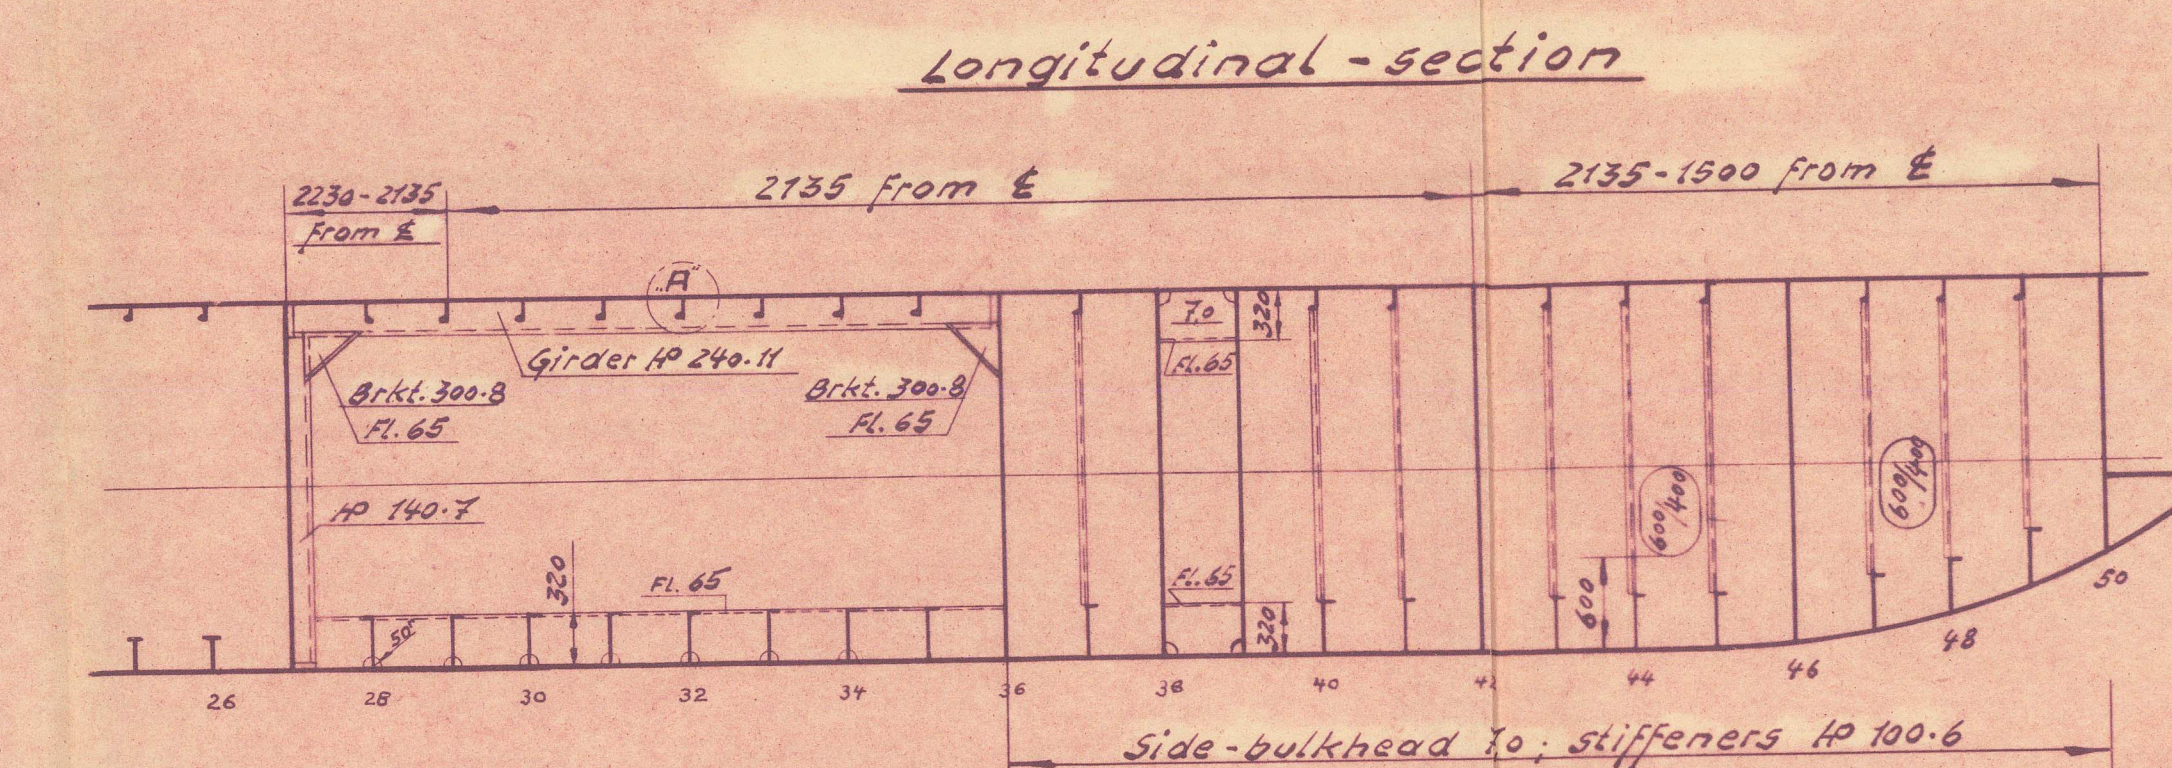 Longitudinal - section
2230-2135
from ℄
2135 from ℄
2135-1500 from ℄
„A"
7.0
320
Fl. 65
Girder HP 240.11
Brkt. 300.8
Fl. 65
Brkt. 300.8
Fl. 65
HP 140.7
600/400
600/400
320
Fl. 65
Fl. 65
50r
320
600
26
28
30
32
34
36
38
40
42
44
46
48
50
Side-bulkhead 7.0; stiffeners HP 100.6